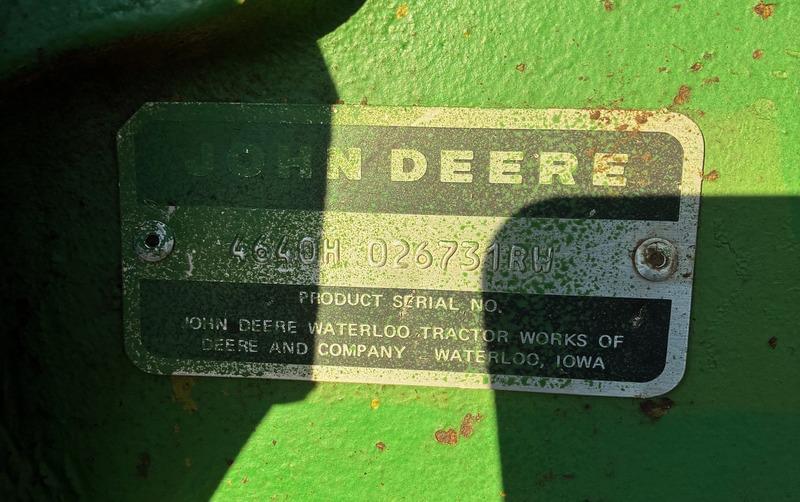 JOHN DEERE
4640H 026731RW
PRODUCT SERIAL NO.
JOHN DEERE WATERLOO TRACTOR WORKS OF
DEERE AND COMPANY WATERLOO, IOWA